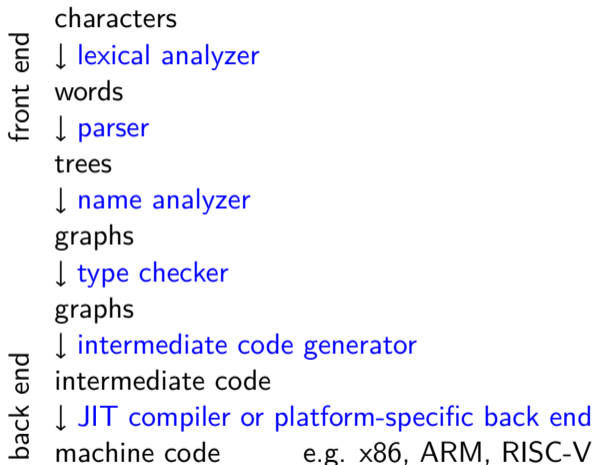 front end
characters
↓ lexical analyzer
words
↓ parser
trees
↓ name analyzer
graphs
↓ type checker
graphs
↓ intermediate code generator
back end
intermediate code
↓ JIT compiler or platform-specific back end
machine code e.g. x86, ARM, RISC-V